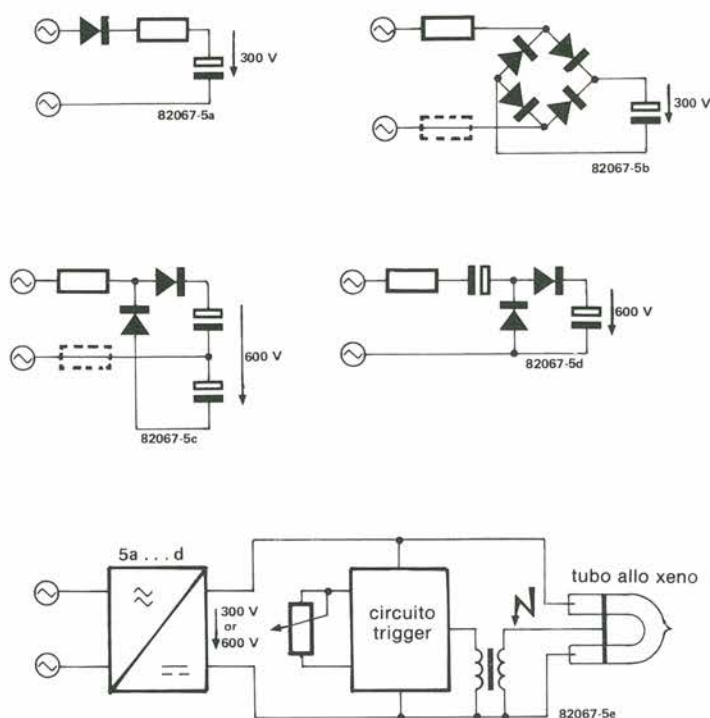 300 V
82067-5a
300 V
82067-5b
600 V
82067-5c
600 V
82067-5d
5a . . . d
300 V
or
600 V
circuito
trigger
tubo allo xeno
82067-5e